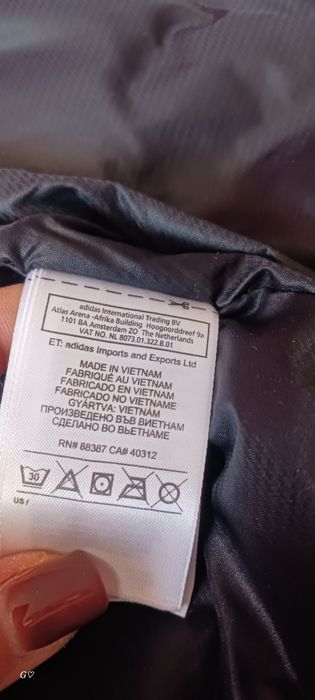 adidas International Trading BV
Atlas Arena -Afrika Building Hoogoorddreef 9a
1101 BA Amsterdam ZO The Netherlands
VAT NO. NL 8073.01.322.B.01
ET: adidas Imports and Exports Ltd
MADE IN VIETNAM
FABRIQUÉ AU VIETNAM
FABRICADO EN VIETNAM
FABRICADO NO VIETNAME
GYÁRTVA: VIETNÁM
ПРОИЗВЕДЕНО ВЪВ ВИЕТНАМ
СДЕЛАНО ВО ВЬЕТНАМЕ
RN# 88387 CA# 40312
30
US /
G♡